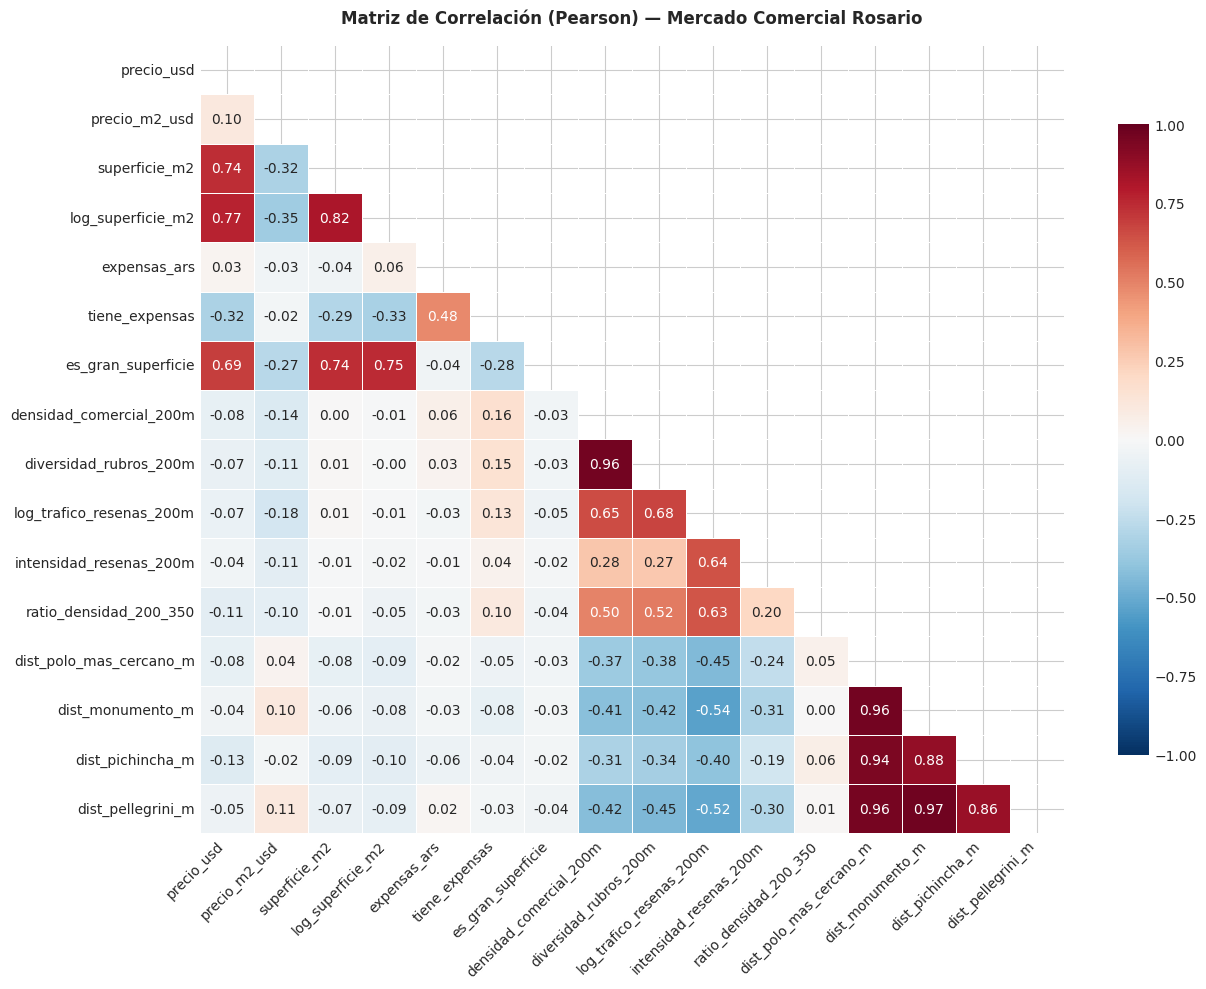 Matriz de Correlación (Pearson) — Mercado Comercial Rosario
precio_usd
precio_m2_usd 0.10
superficie_m2 0.74 -0.32
log_superficie_m2 0.77 -0.35 0.82
expensas_ars 0.03 -0.03 -0.04 0.06
tiene_expensas -0.32 -0.02 -0.29 -0.33 0.48
es_gran_superficie 0.69 -0.27 0.74 0.75 -0.04 -0.28
densidad_comercial_200m -0.08 -0.14 0.00 -0.01 0.06 0.16 -0.03
diversidad_rubros_200m -0.07 -0.11 0.01 -0.00 0.03 0.15 -0.03 0.96
log_trafico_resenas_200m -0.07 -0.18 0.01 -0.01 -0.03 0.13 -0.05 0.65 0.68
intensidad_resenas_200m -0.04 -0.11 -0.01 -0.02 -0.01 0.04 -0.02 0.28 0.27 0.64
ratio_densidad_200_350 -0.11 -0.10 -0.01 -0.05 -0.03 0.10 -0.04 0.50 0.52 0.63 0.20
dist_polo_mas_cercano_m -0.08 0.04 -0.08 -0.09 -0.02 -0.05 -0.03 -0.37 -0.38 -0.45 -0.24 0.05
dist_monumento_m -0.04 0.10 -0.06 -0.08 -0.03 -0.08 -0.03 -0.41 -0.42 -0.54 -0.31 0.00 0.96
dist_pichincha_m -0.13 -0.02 -0.09 -0.10 -0.06 -0.04 -0.02 -0.31 -0.34 -0.40 -0.19 0.06 0.94 0.88
dist_pellegrini_m -0.05 0.11 -0.07 -0.09 0.02 -0.03 -0.04 -0.42 -0.45 -0.52 -0.30 0.01 0.96 0.97 0.86
precio_usd
precio_m2_usd
superficie_m2
log_superficie_m2
expensas_ars
tiene_expensas
es_gran_superficie
densidad_comercial_200m
diversidad_rubros_200m
log_trafico_resenas_200m
intensidad_resenas_200m
ratio_densidad_200_350
dist_polo_mas_cercano_m
dist_monumento_m
dist_pichincha_m
dist_pellegrini_m
1.00
0.75
0.50
0.25
0.00
−0.25
−0.50
−0.75
−1.00